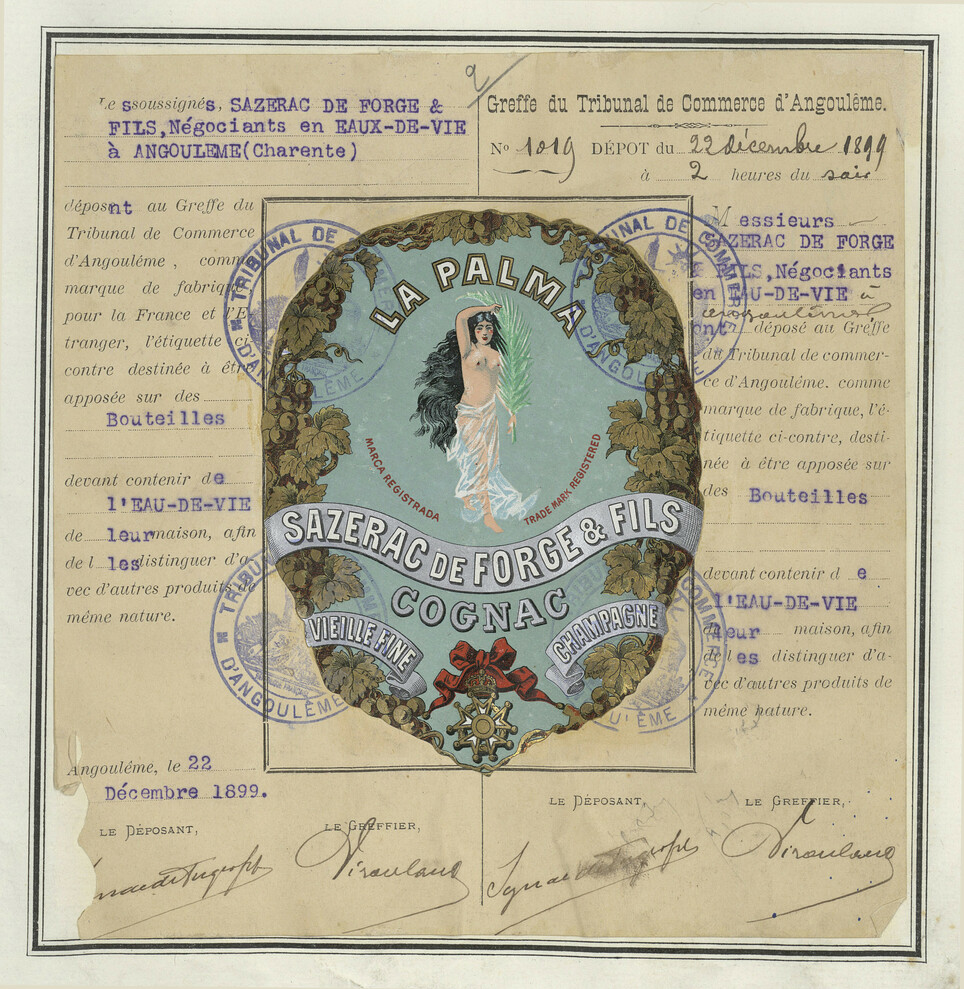 Le ssoussignés, SAZERAC DE FORGE &
FILS,Négociants en EAUX-DE-VIE
à ANGOULEME(Charente)
déposent au Greffe du
Tribunal de Commerce
d'Angoulême, comme
marque de fabrique
pour la France et l'E-
tranger, l'étiquette ci-
contre destinée à être
apposée sur des
Bouteilles
devant contenir de
l'EAU-DE-VIE
de leur maison, afin
de l les distinguer d'a-
vec d'autres produits de
même nature.
Angoulême, le 22
Décembre 1899.
LE DÉPOSANT,
LE GREFFIER,
LA PALMA
MARCA REGISTRADA
TRADE MARK REGISTERED
SAZERAC DE FORGE & FILS
COGNAC
VIEILLE FINE
CHAMPAGNE
TRIBUNAL DE COMMERCE
D'ANGOULÊME
Greffe du Tribunal de Commerce d'Angoulême.
No 1019 DÉPOT du 22 décembre 1899
à 2 heures du soir
Messieurs
SAZERAC DE FORGE
& FILS,Négociants
en EAU-DE-VIE à
Angoulême
ont déposé au Greffe
du Tribunal de commer-
ce d'Angoulême. comme
marque de fabrique, l'é-
tiquette ci-contre, desti-
née à être apposée sur
des Bouteilles
devant contenir d e
l'EAU-DE-VIE
de leur maison, afin
de l es distinguer d'a-
vec d'autres produits de
même nature.
LE DÉPOSANT,
LE GREFFIER,